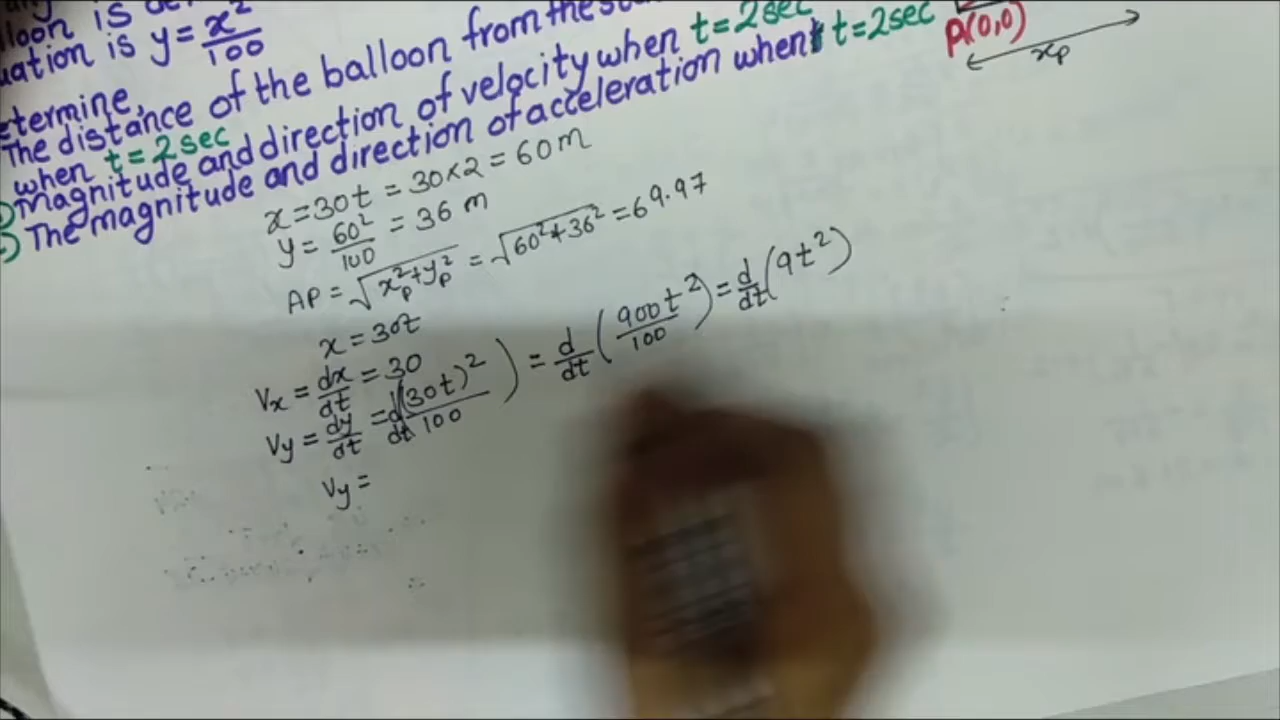 uation is y = x²/100
etermine,
The distance of the balloon from the
when t = 2 sec
Magnitude and direction of velocity when t = 2sec
The magnitude and direction of acceleration when t = 2sec
P(0,0)
xp
x = 30t = 30×2 = 60 m
y = 60²/100 = 36 m
AP = √(xp² + yp²) = √(60² + 36²) = 69.97
x = 30t
Vx = dx/dt = 30
Vy = dy/dt = d/dt((30t)²/100) = d/dt(900t²/100) = d/dt(9t²)
Vy =